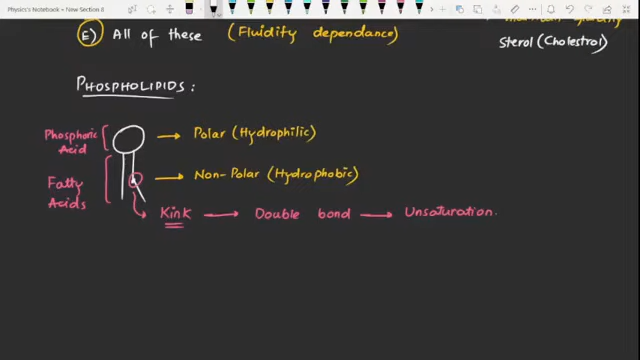 Physics's Notebook » New Section 8
E) All of these (Fluidity dependance)
Sterol (Cholestrol)
PHOSPHOLIPIDS:
Phosphoric Acid
Polar (Hydrophilic)
Fatty Acids
Non-Polar (Hydrophobic)
Kink Double bond Unsaturation.